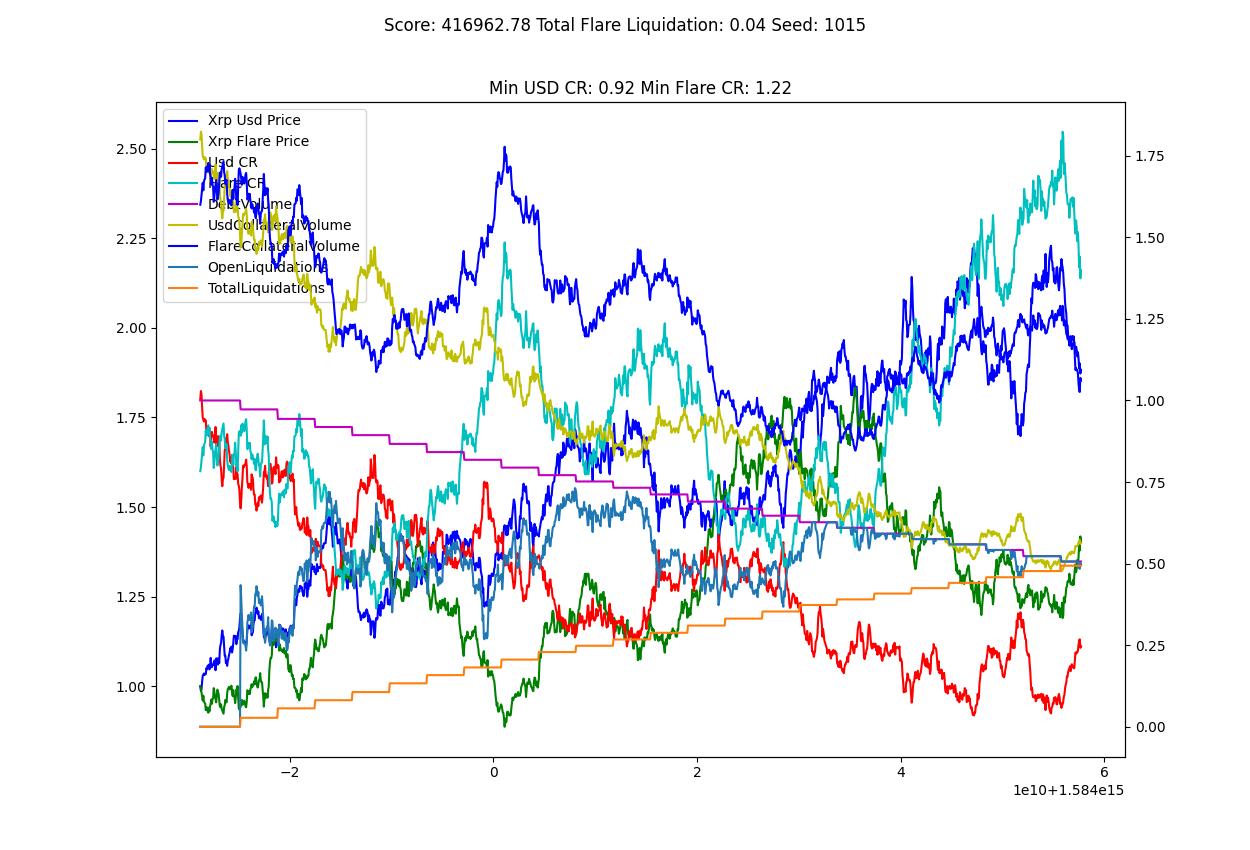 Score: 416962.78 Total Flare Liquidation: 0.04 Seed: 1015
Min USD CR: 0.92 Min Flare CR: 1.22
Xrp Usd Price
Xrp Flare Price
Usd CR
Flare CR
DebtVolume
UsdCollateralVolume
FlareCollateralVolume
OpenLiquidations
TotalLiquidations
2.50
2.25
2.00
1.75
1.50
1.25
1.00
1.75
1.50
1.25
1.00
0.75
0.50
0.25
0.00
−2
0
2
4
6
1e10+1.584e15